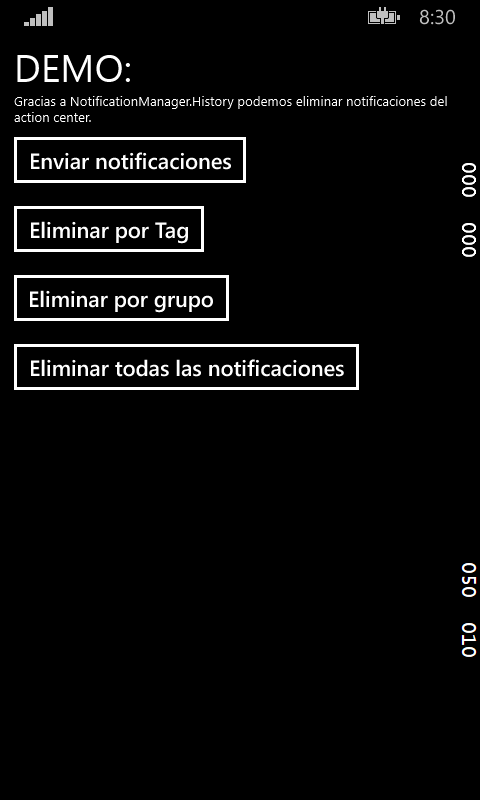 8:30
DEMO:
Gracias a NotificationManager.History podemos eliminar notificaciones del
action center.
Enviar notificaciones
Eliminar por Tag
Eliminar por grupo
Eliminar todas las notificaciones
000 000
050 010